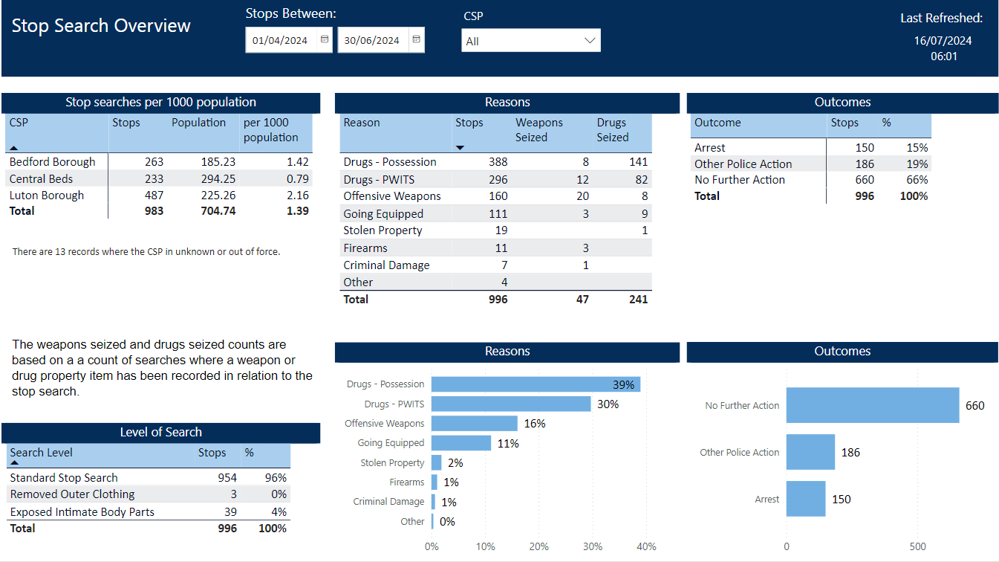 Stop Search Overview
Stops Between:
01/04/2024 30/06/2024
CSP
All
Last Refreshed:
16/07/2024
06:01
Stop searches per 1000 population
CSP Stops Population per 1000
population
Bedford Borough 263 185.23 1.42
Central Beds 233 294.25 0.79
Luton Borough 487 225.26 2.16
Total 983 704.74 1.39
There are 13 records where the CSP in unknown or out of force.
Reasons
Reason Stops Weapons Drugs
Seized Seized
Drugs - Possession 388 8 141
Drugs - PWITS 296 12 82
Offensive Weapons 160 20 8
Going Equipped 111 3 9
Stolen Property 19 1
Firearms 11 3
Criminal Damage 7 1
Other 4
Total 996 47 241
Outcomes
Outcome Stops %
Arrest 150 15%
Other Police Action 186 19%
No Further Action 660 66%
Total 996 100%
The weapons seized and drugs seized counts are
based on a a count of searches where a weapon or
drug property item has been recorded in relation to the
stop search.
Level of Search
Search Level Stops %
Standard Stop Search 954 96%
Removed Outer Clothing 3 0%
Exposed Intimate Body Parts 39 4%
Total 996 100%
Reasons
Drugs - Possession 39%
Drugs - PWITS 30%
Offensive Weapons 16%
Going Equipped 11%
Stolen Property 2%
Firearms 1%
Criminal Damage 1%
Other 0%
0% 10% 20% 30% 40%
Outcomes
No Further Action 660
Other Police Action 186
Arrest 150
0 500